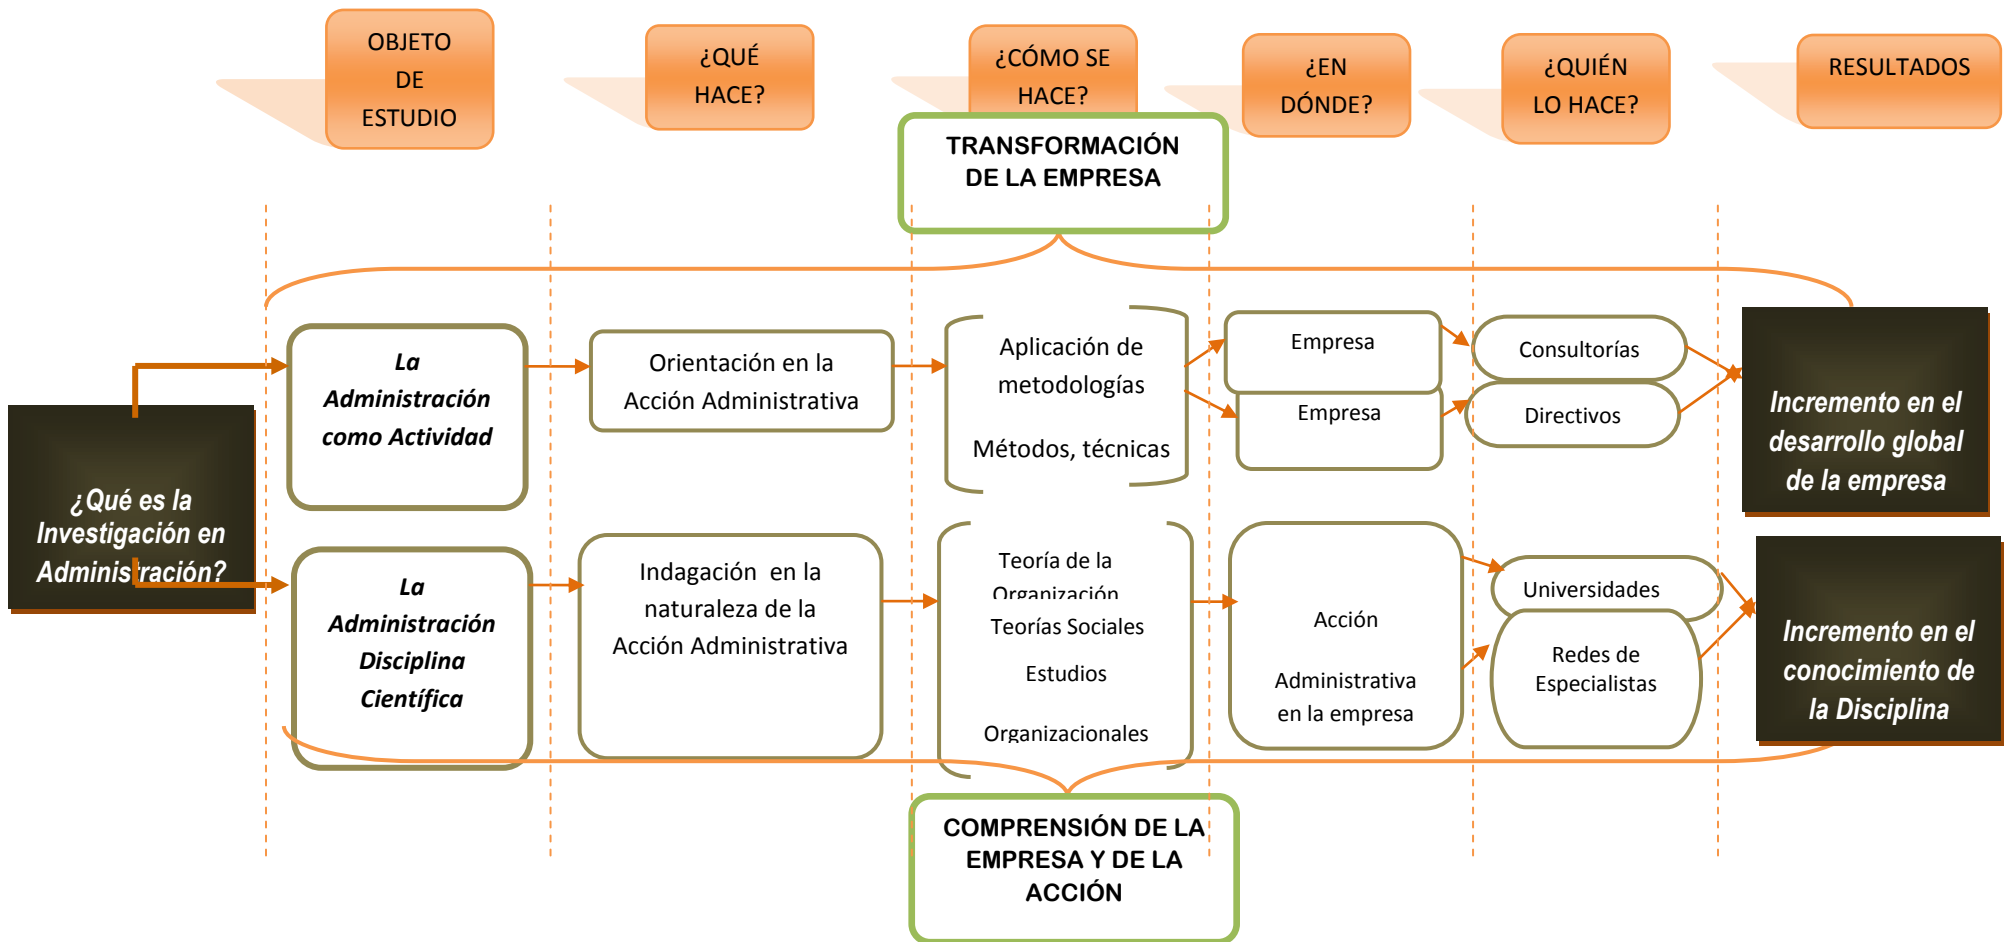 OBJETO
DE
ESTUDIO
¿QUÉ
HACE?
¿CÓMO SE
HACE?
¿EN
DÓNDE?
¿QUIÉN
LO HACE?
RESULTADOS
TRANSFORMACIÓN
DE LA EMPRESA
¿Qué es la
Investigación en
Administración?
La
Administración
como Actividad
Orientación en la
Acción Administrativa
Aplicación de
metodologías
Métodos, técnicas
Empresa
Empresa
Consultorías
Directivos
Incremento en el
desarrollo global
de la empresa
La
Administración
Disciplina
Científica
Indagación en la
naturaleza de la
Acción Administrativa
Teoría de la
Organización
Teorías Sociales
Estudios
Organizacionales
Acción
Administrativa
en la empresa
Universidades
Redes de
Especialistas
Incremento en el
conocimiento de
la Disciplina
COMPRENSIÓN DE LA
EMPRESA Y DE LA
ACCIÓN